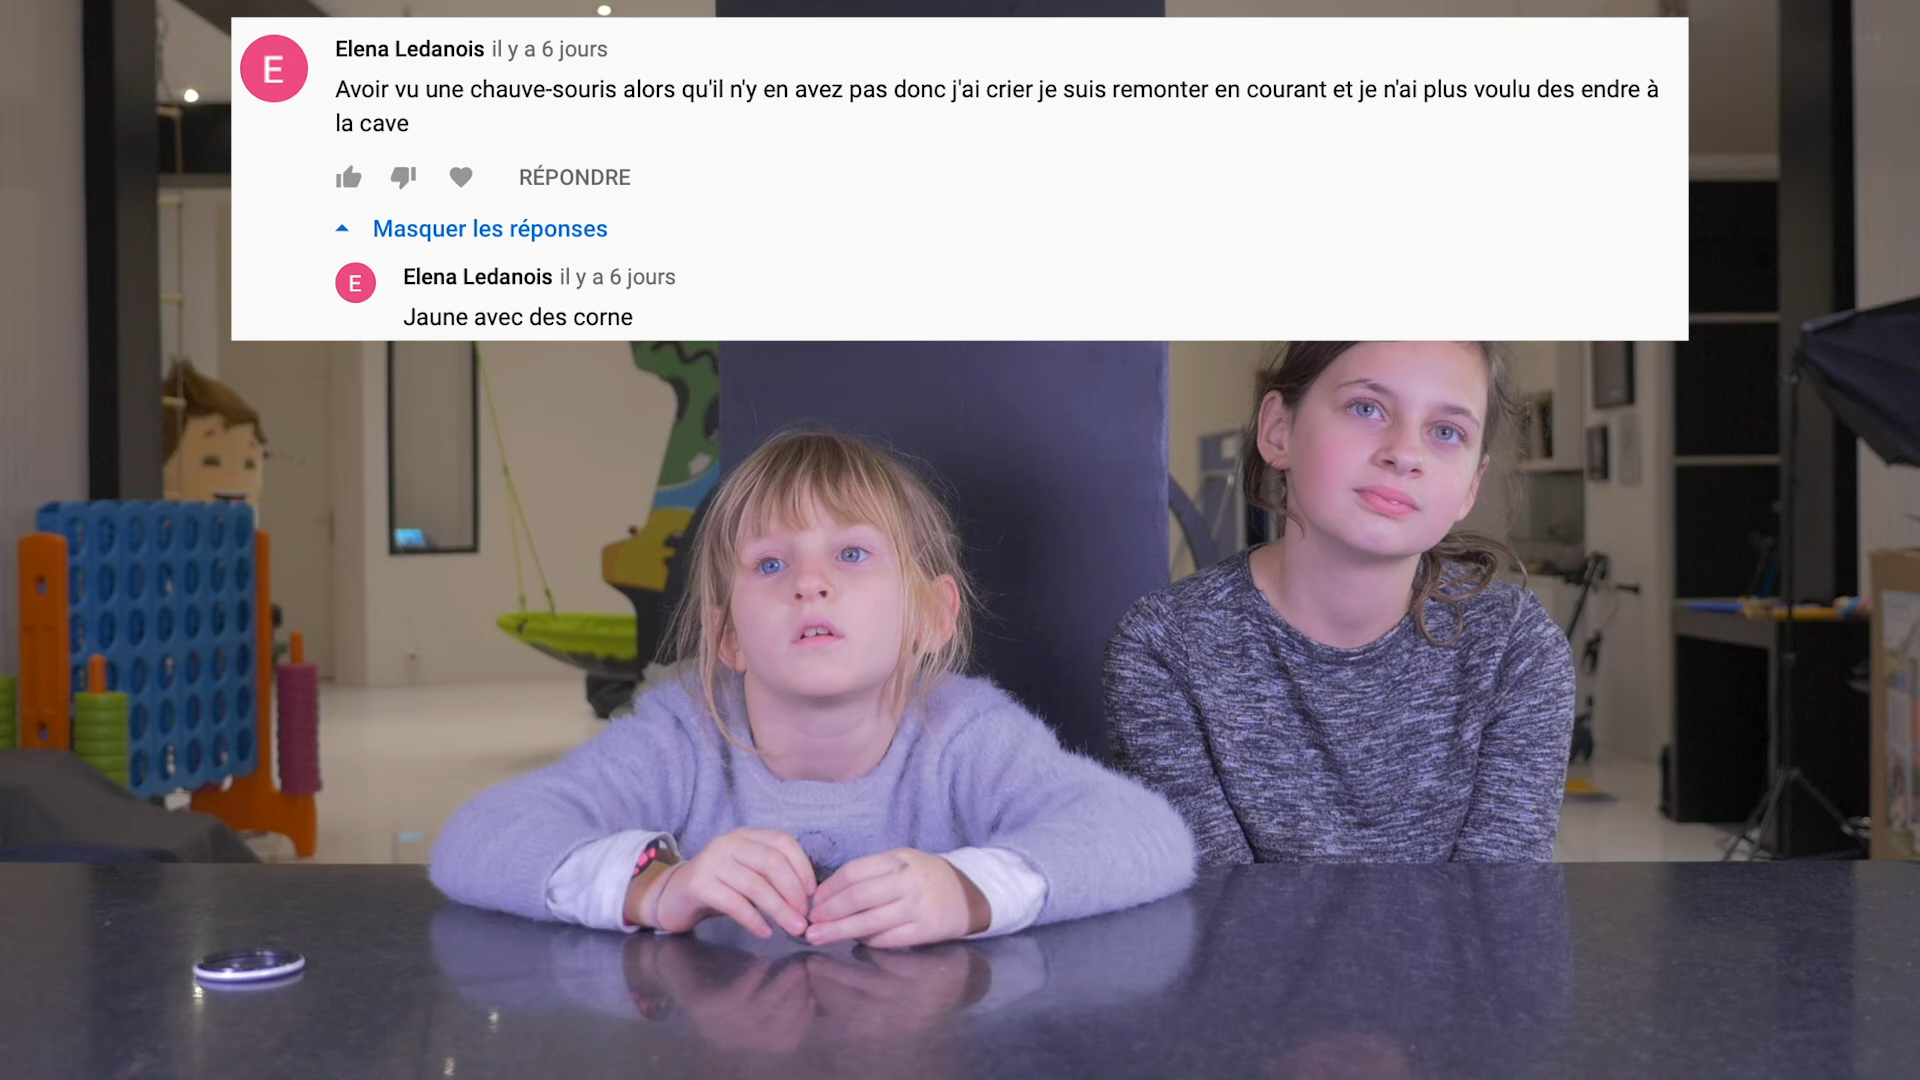 E
Elena Ledanois il y a 6 jours
Avoir vu une chauve-souris alors qu'il n'y en avez pas donc j'ai crier je suis remonter en courant et je n'ai plus voulu des endre à
la cave
RÉPONDRE
Masquer les réponses
E
Elena Ledanois il y a 6 jours
Jaune avec des corne